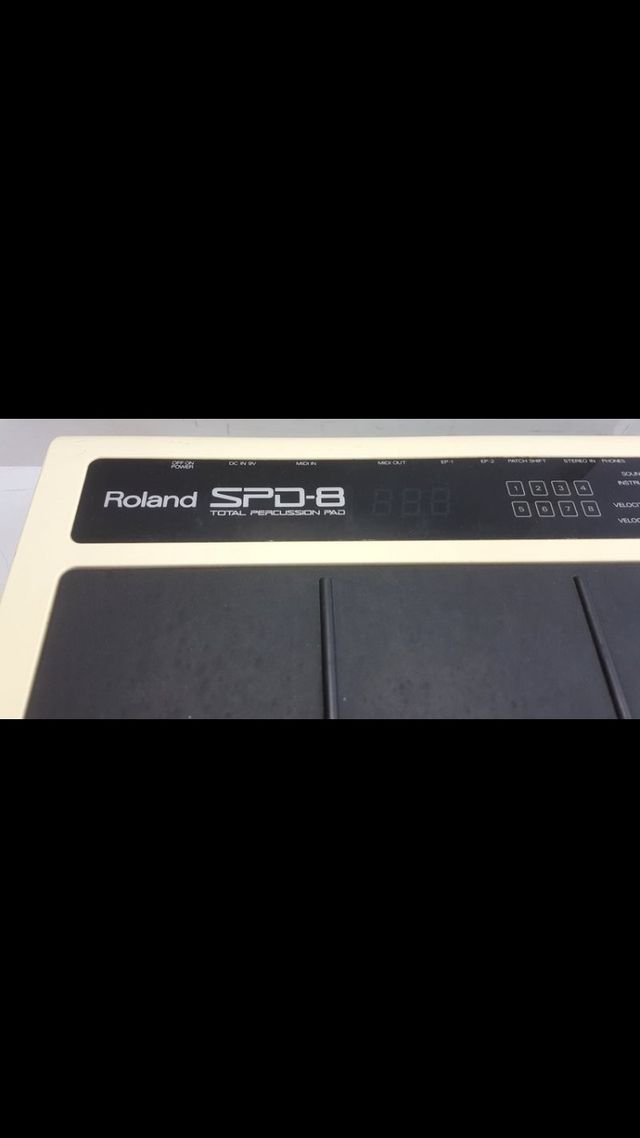 OFF ON
POWER
DC IN 9V
MIDI IN
MIDI OUT
EP-1
EP-2
PATCH SHIFT
STEREO IN
PHONES
Roland SPD-8
TOTAL PERCUSSION PAD
1 2 3 4
5 6 7 8